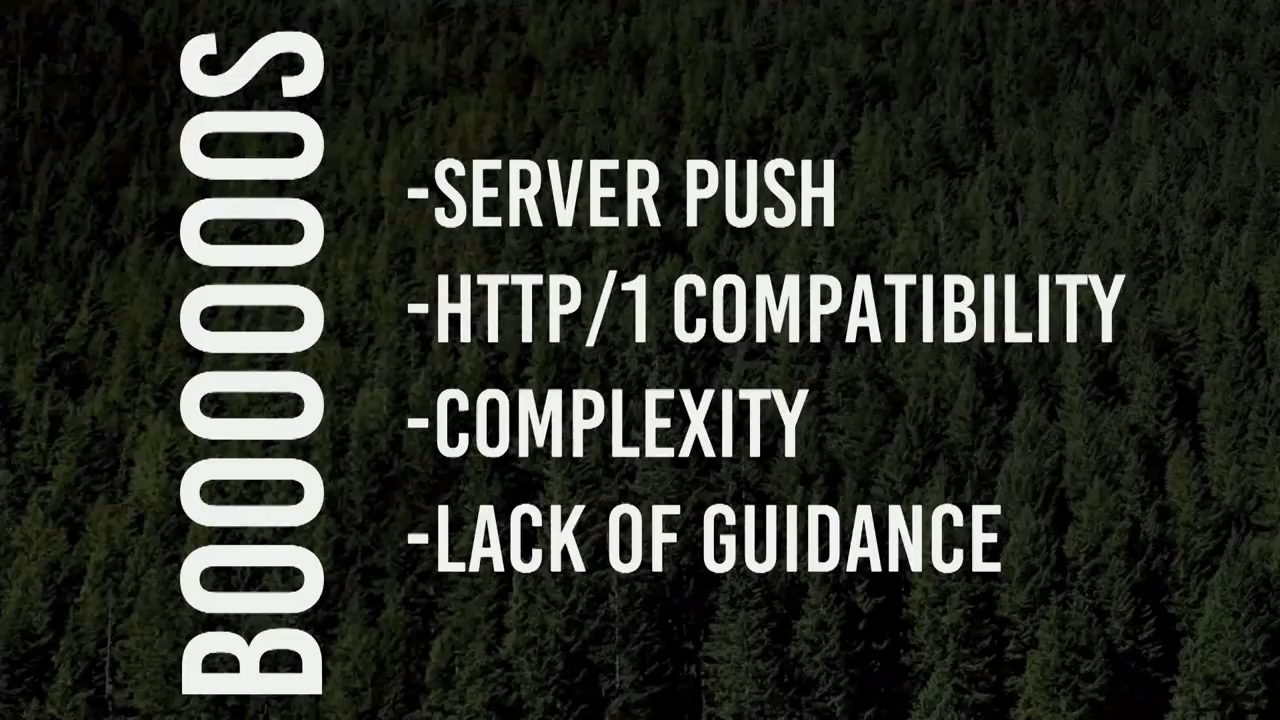 BOOOOOOS
-SERVER PUSH
-HTTP/1 COMPATIBILITY
-COMPLEXITY
-LACK OF GUIDANCE